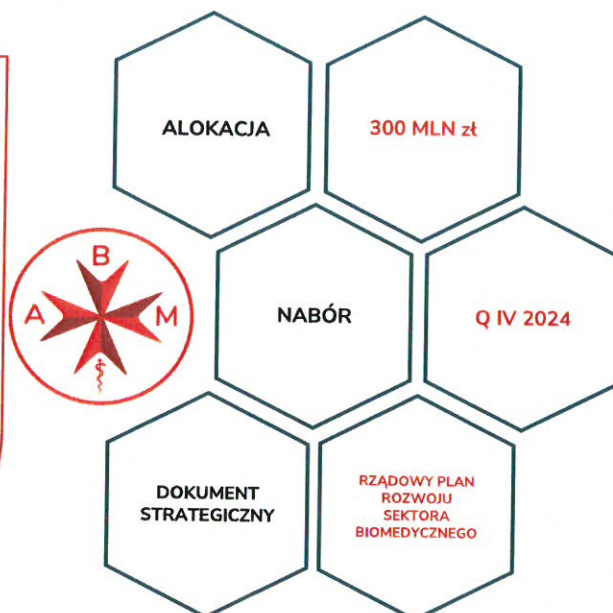 ALOKACJA
300 MLN zł
B
A
M
NABÓR
Q IV 2024
DOKUMENT
STRATEGICZNY
RZĄDOWY PLAN
ROZWOJU
SEKTORA
BIOMEDYCZNEGO